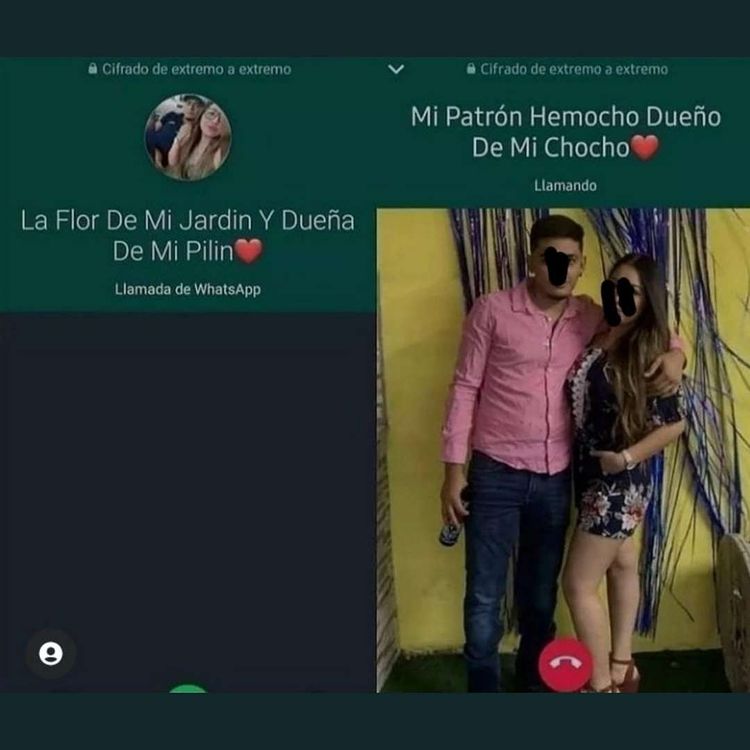 Cifrado de extremo a extremo
La Flor De Mi Jardin Y Dueña
De Mi Pilin❤️
Llamada de WhatsApp
Cifrado de extremo a extremo
Mi Patrón Hemocho Dueño
De Mi Chocho❤️
Llamando